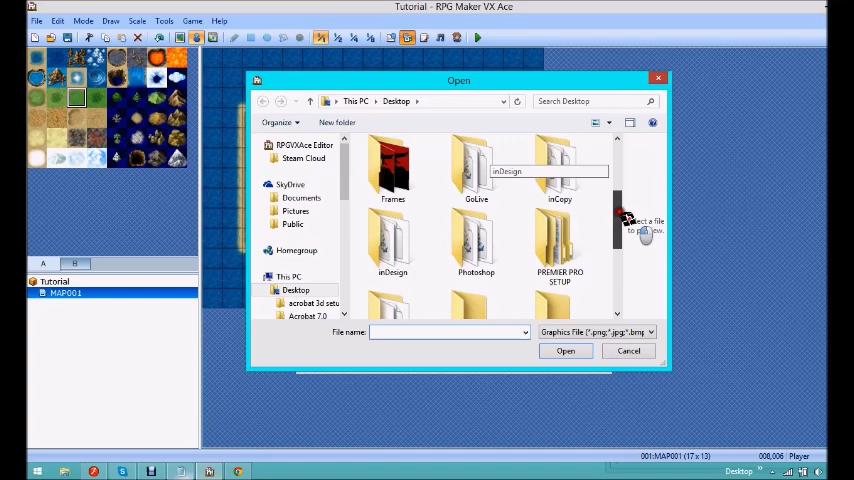 Tutorial - RPG Maker VX Ace
File Edit Mode Draw Scale Tools Game Help
Open
This PC Desktop
Search Desktop
Organize New folder
RPGVXAce Editor
Steam Cloud
SkyDrive
Documents
Pictures
Public
Homegroup
This PC
Desktop
acrobat 3d setu
Acrobat 7.0
Frames GoLive inCopy
inDesign
inDesign Photoshop PREMIER PRO
SETUP
File name: Graphics File (*.png;*.jpg;*.bmp
Open Cancel
A B
Tutorial
MAP001
001:MAP001 (17 x 13) 008,006 Player
Desktop